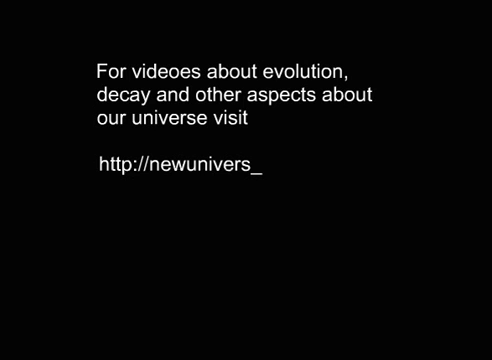 For videoes about evolution,
decay and other aspects about
our universe visit
http://newunivers_